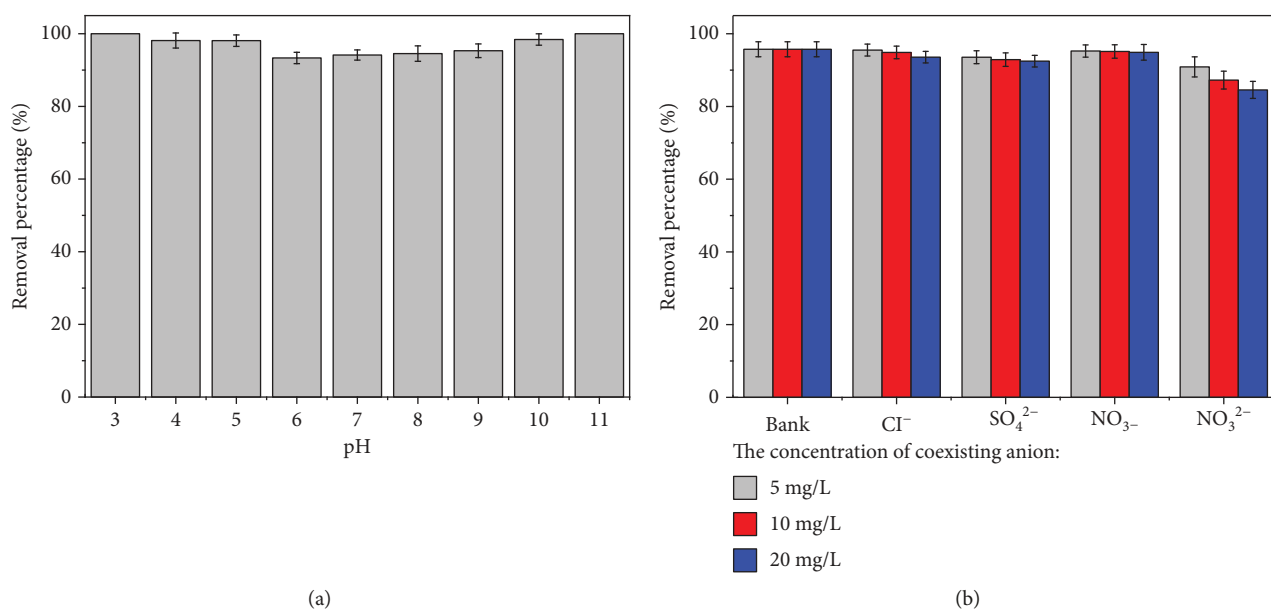 100
80
60
40
20
0
Removal percentage (%)
3 4 5 6 7 8 9 10 11
pH
(a)
100
80
60
40
20
0
Removal percentage (%)
Bank CI⁻ SO₄²⁻ NO₃₋ NO₃²⁻
The concentration of coexisting anion:
5 mg/L
10 mg/L
20 mg/L
(b)